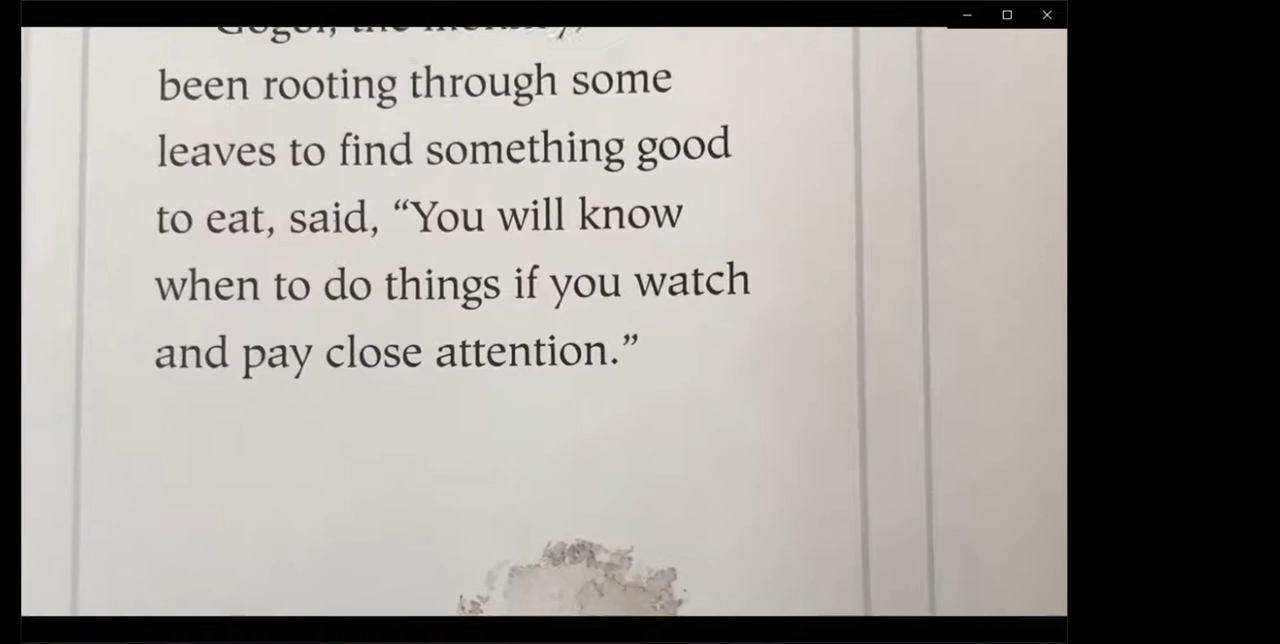 been rooting through some
leaves to find something good
to eat, said, “You will know
when to do things if you watch
and pay close attention.”